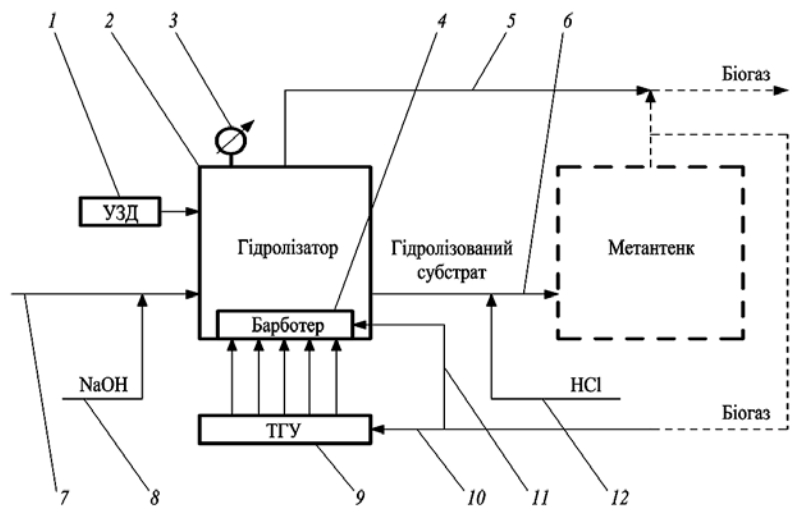 1
2
3
4
5
6
Біогаз
УЗД
Гідролізатор
Гідролізований
субстрат
Метантенк
Барботер
NaOH
HCl
ТГУ
Біогаз
7
8
9
10
11
12